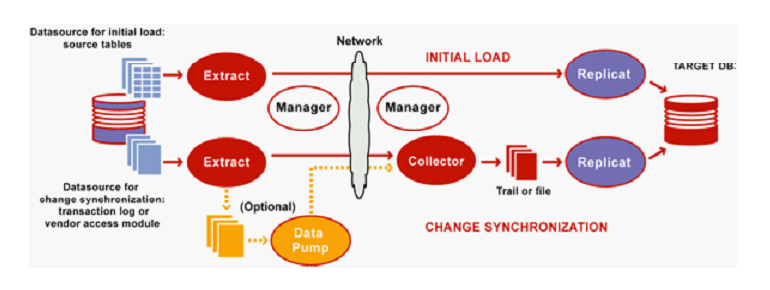 Datasource for initial load:
source tables
Network
Extract
INITIAL LOAD
Replicat
TARGET DB:
Manager
Manager
Extract
Collector
Replicat
Trail or file
Datasource for
change synchronization:
transaction log or
vendor access module
(Optional)
Data
Pump
CHANGE SYNCHRONIZATION